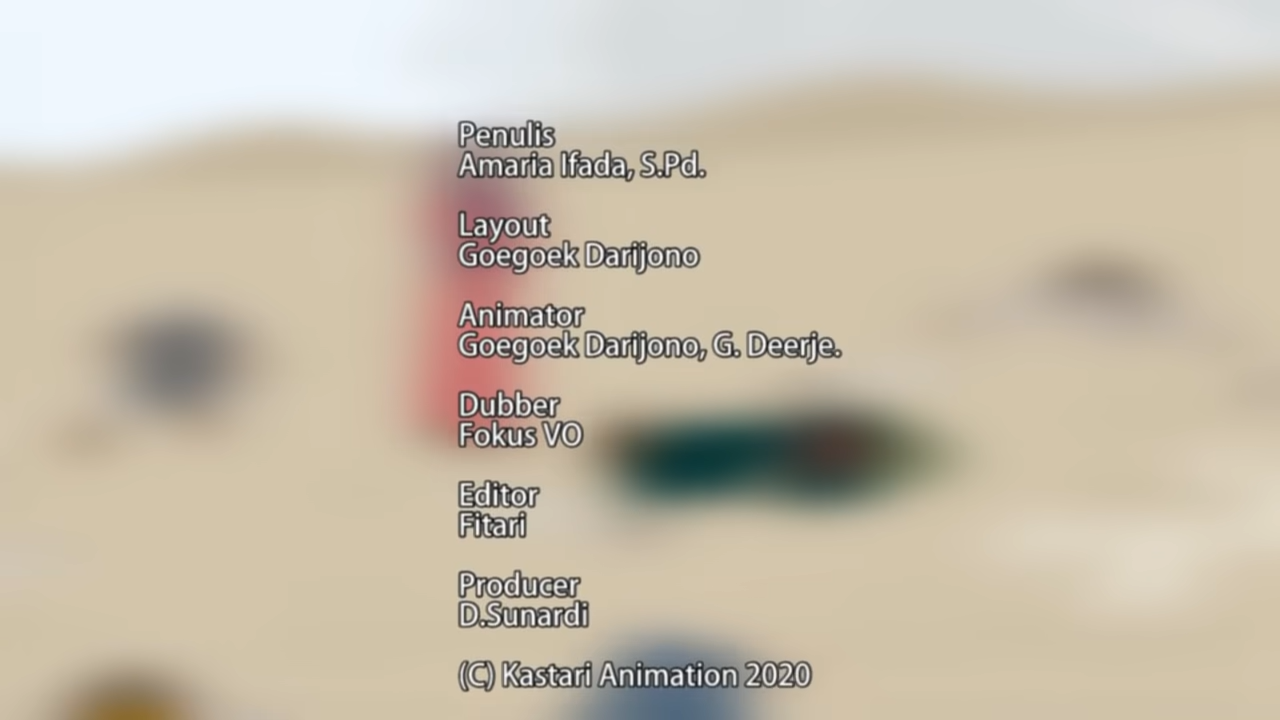 Penulis
Amaria Ifada, S.Pd.
Layout
Goegoek Darijono
Animator
Goegoek Darijono, G. Deerje.
Dubber
Fokus VO
Editor
Fitari
Producer
D.Sunardi
(C) Kastari Animation 2020